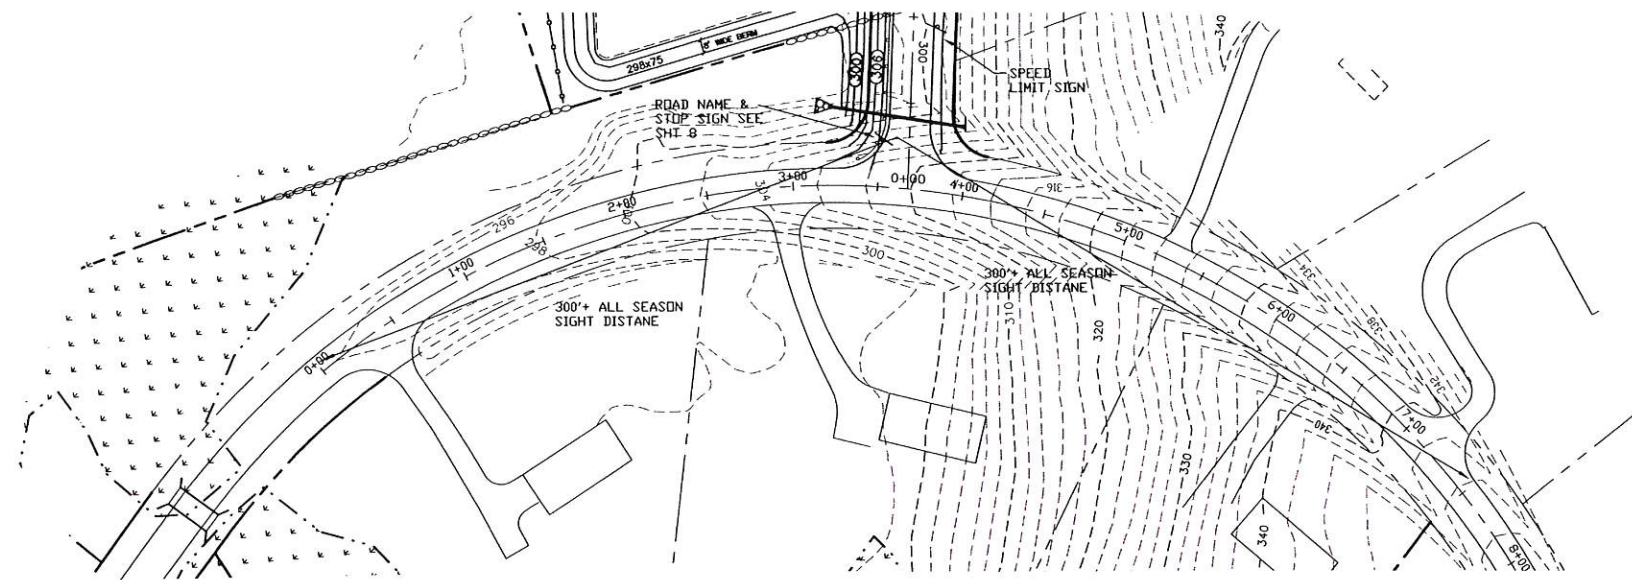 8' WIDE BERM
298x75
300
306
300
340
SPEED
LIMIT SIGN
ROAD NAME &
STOP SIGN SEE
SHT 8
3+00
0+00
4+00
316
304
2+00
300
296
298
1+00
5+00
300
300'+ ALL SEASON
SIGHT DISTANE
300'+ ALL SEASON
SIGHT DISTANE
334
6+00
338
310
320
0+00
342
7+00
340
330
340
8+00